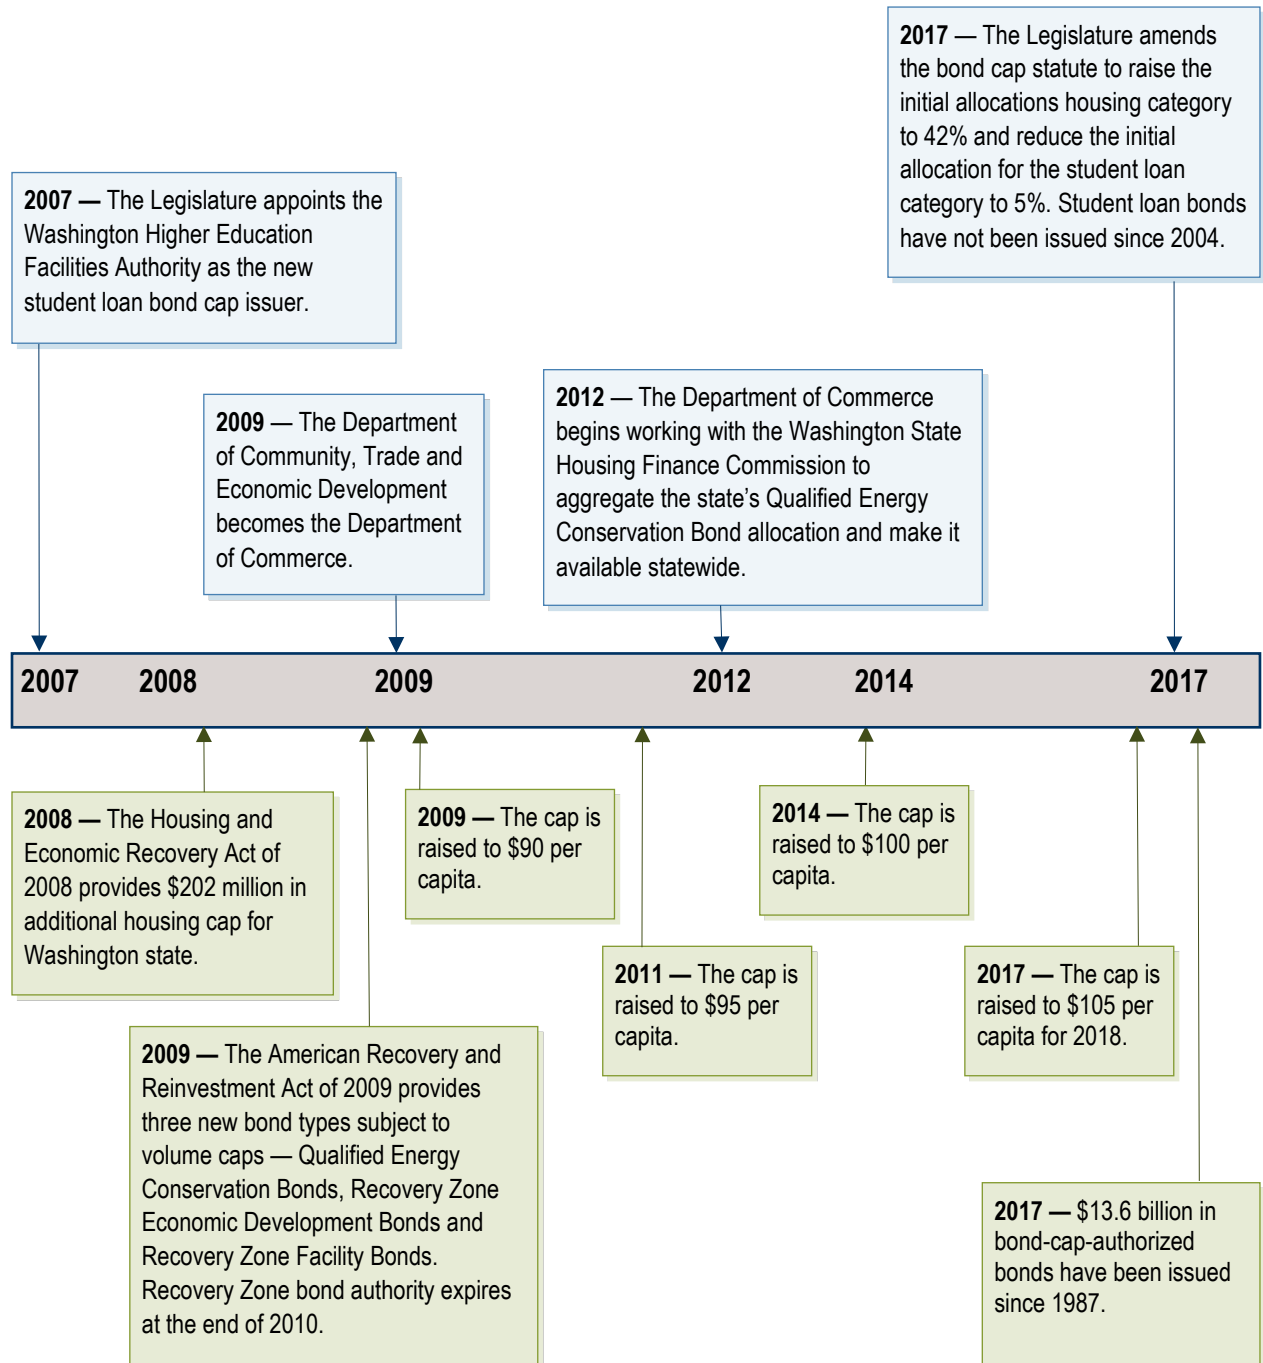 2017 — The Legislature amends
the bond cap statute to raise the
initial allocations housing category
to 42% and reduce the initial
allocation for the student loan
category to 5%. Student loan bonds
have not been issued since 2004.
2007 — The Legislature appoints the
Washington Higher Education
Facilities Authority as the new
student loan bond cap issuer.
2009 — The Department
of Community, Trade and
Economic Development
becomes the Department
of Commerce.
2012 — The Department of Commerce
begins working with the Washington State
Housing Finance Commission to
aggregate the state’s Qualified Energy
Conservation Bond allocation and make it
available statewide.
2007 2008 2009 2012 2014 2017
2008 — The Housing and
Economic Recovery Act of
2008 provides $202 million in
additional housing cap for
Washington state.
2009 — The cap is
raised to $90 per
capita.
2014 — The cap is
raised to $100 per
capita.
2011 — The cap is
raised to $95 per
capita.
2017 — The cap is
raised to $105 per
capita for 2018.
2009 — The American Recovery and
Reinvestment Act of 2009 provides
three new bond types subject to
volume caps — Qualified Energy
Conservation Bonds, Recovery Zone
Economic Development Bonds and
Recovery Zone Facility Bonds.
Recovery Zone bond authority expires
at the end of 2010.
2017 — $13.6 billion in
bond-cap-authorized
bonds have been issued
since 1987.